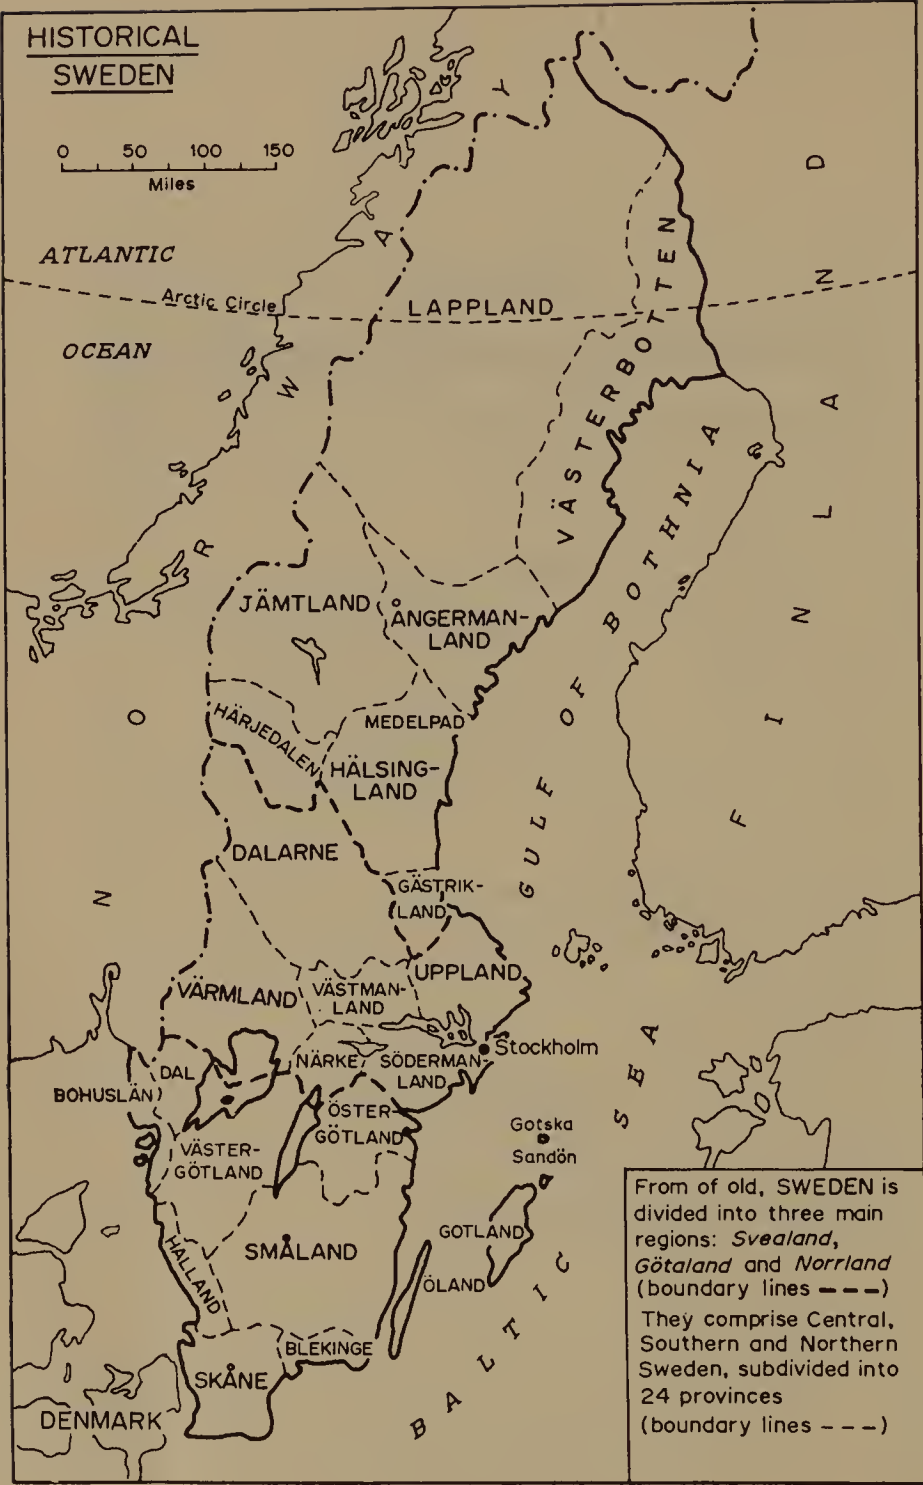 HISTORICAL
SWEDEN
0 50 100 150
Miles
ATLANTIC
OCEAN
Arctic Circle
NORWAY
FINLAND
LAPPLAND
VÄSTERBOTTEN
GULF OF BOTHNIA
JÄMTLAND
ÅNGERMAN-
LAND
MEDELPAD
HÄRJEDALEN
HÄLSING-
LAND
DALARNE
GÄSTRIK-
LAND
UPPLAND
VÄRMLAND
VÄSTMAN-
LAND
Stockholm
NÄRKE
SÖDERMAN-
LAND
DAL
BOHUSLÄN
ÖSTER-
GÖTLAND
VÄSTER-
GÖTLAND
Gotska
Sandön
GOTLAND
SMÅLAND
HALLAND
ÖLAND
BLEKINGE
SKÅNE
DENMARK
BALTIC SEA
From of old, SWEDEN is
divided into three main
regions: Svealand,
Götaland and Norrland
(boundary lines – – –)
They comprise Central,
Southern and Northern
Sweden, subdivided into
24 provinces
(boundary lines – – –)